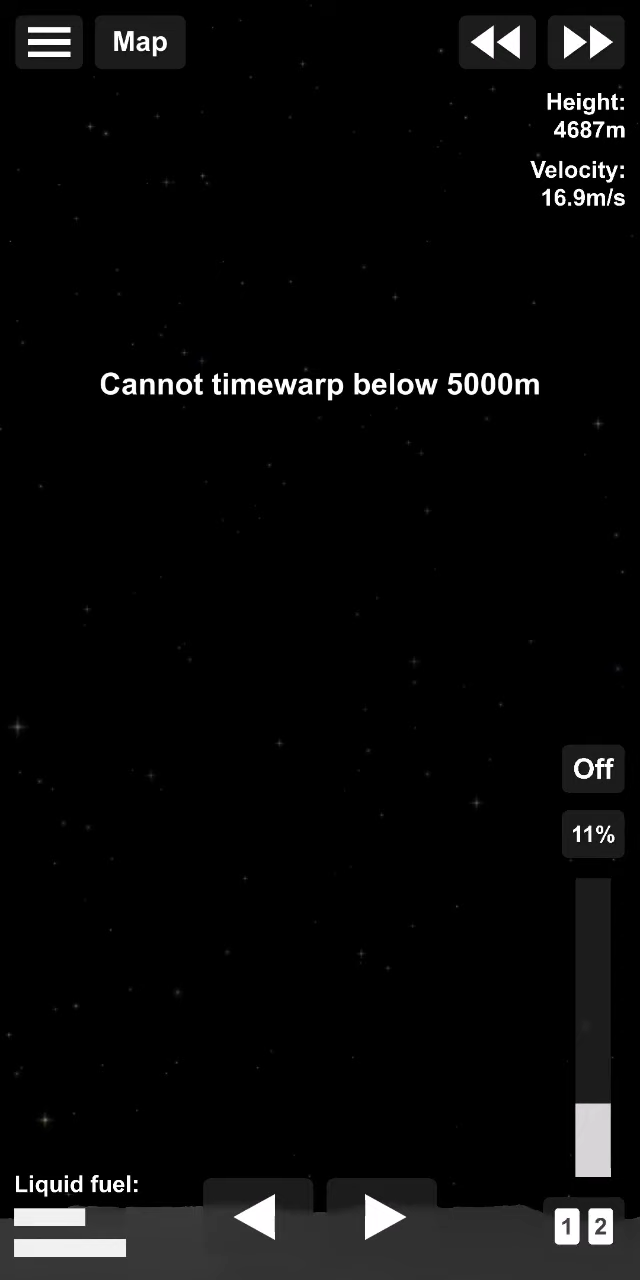 Map
Height:
4687m
Velocity:
16.9m/s
Cannot timewarp below 5000m
Off
11%
Liquid fuel:
1 2